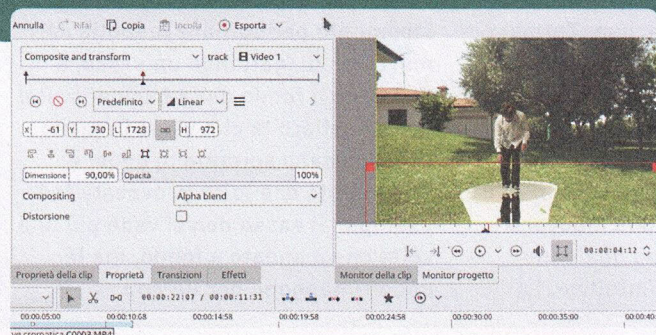 Annulla Rifai Copia Incolla Esporta
Composite and transform track Video 1
Predefinito Linear
X -61 Y 730 L 1728 H 972
Dimensione 90,00% Opacità 100%
Compositing Alpha blend
Distorsione
00:00:04:12
Proprietà della clip Proprietà Transizioni Effetti Monitor della clip Monitor progetto
00:00:22:07 / 00:00:11:31
00:00:05:00 00:00:10:08 00:00:14:58 00:00:19:58 00:00:24:58 00:00:30:00 00:00:35:00 00:00:40:
cromatica C0003.MP4